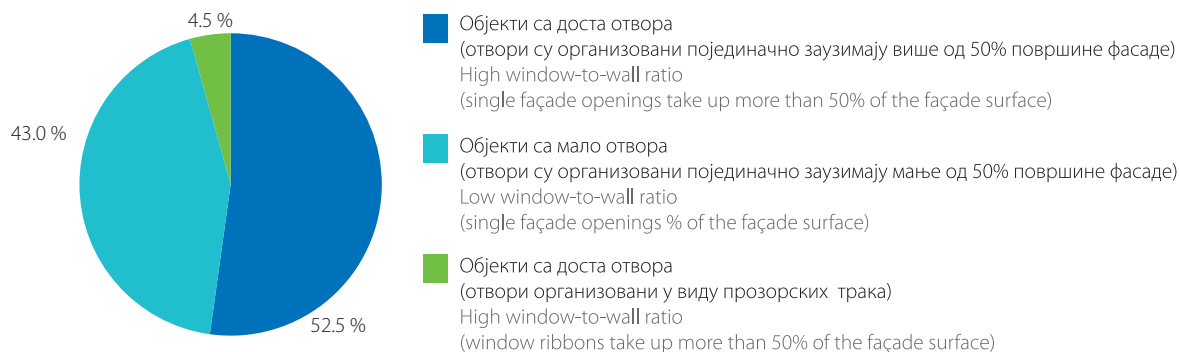 4.5 %
43.0 %
52.5 %
Објекти са доста отвора
(отвори су организовани појединачно заузимају више од 50% површине фасаде)
High window-to-wall ratio
(single façade openings take up more than 50% of the façade surface)
Објекти са мало отвора
(отвори су организовани појединачно заузимају мање од 50% површине фасаде)
Low window-to-wall ratio
(single façade openings % of the façade surface)
Објекти са доста отвора
(отвори организовани у виду прозорских трака)
High window-to-wall ratio
(window ribbons take up more than 50% of the façade surface)